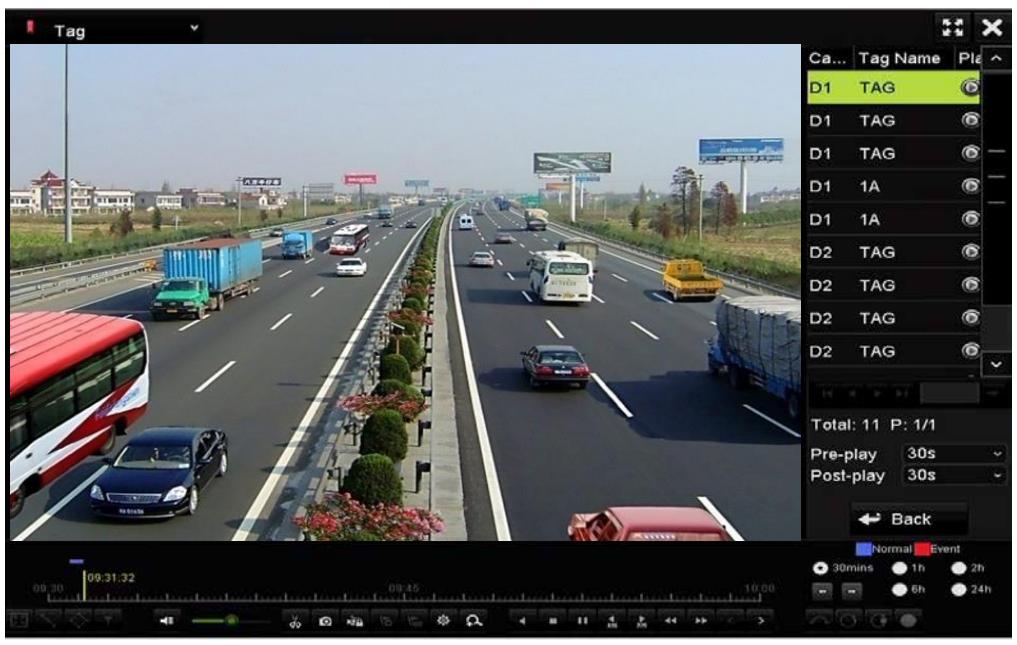 Tag
Ca... Tag Name Pla
D1 TAG
D1 TAG
D1 TAG
D1 1A
D1 1A
D2 TAG
D2 TAG
D2 TAG
D2 TAG
Total: 11 P: 1/1
Pre-play 30s
Post-play 30s
Back
Normal Event
30mins 1h 2h
6h 24h
09:31:32
09:30 09:45 10:00